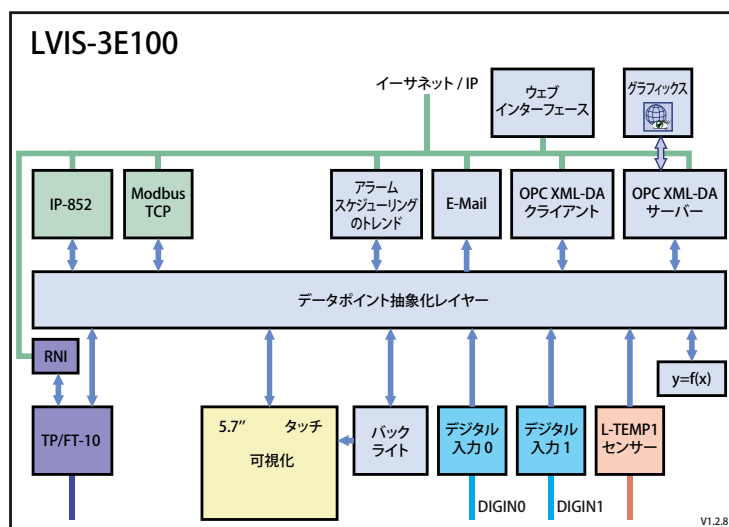 LVIS-3E100
イーサネット / IP
ウェブ
インターフェース
グラフィックス
IP-852
Modbus
TCP
アラーム
スケジューリング
のトレンド
E-Mail
OPC XML-DA
クライアント
OPC XML-DA
サーバー
データポイント抽象化レイヤー
RNI
y=f(x)
TP/FT-10
5.7″ タッチ
可視化
バック
ライト
デジタル
入力 0
デジタル
入力 1
L-TEMP1
センサー
DIGIN0
DIGIN1
V1.2.8